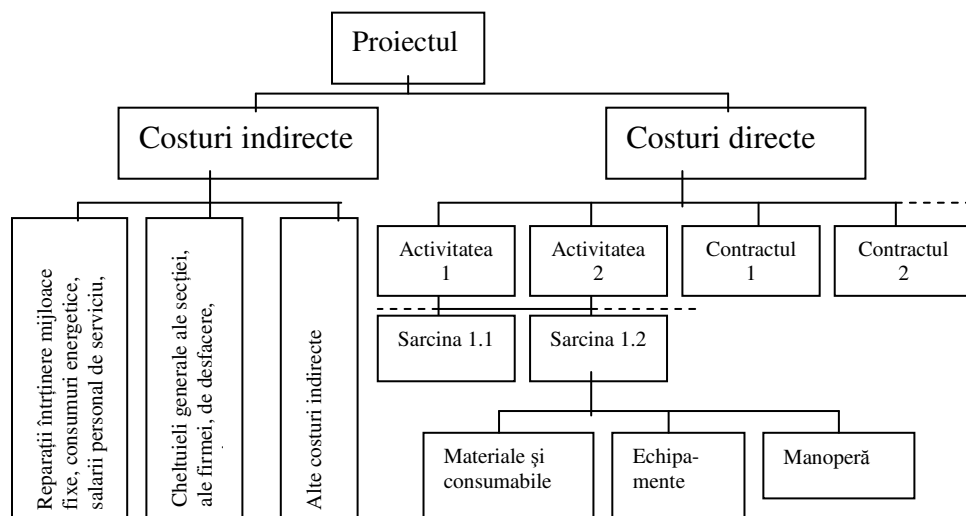 Proiectul
Costuri indirecte
Costuri directe
Reparații întrținere mijloace
fixe, consumuri energetice,
salarii personal de serviciu,
Cheltuieli generale ale secției,
ale firmei, de desfacere,
Alte costuri indirecte
Activitatea
1
Activitatea
2
Contractul
1
Contractul
2
Sarcina 1.1
Sarcina 1.2
Materiale și
consumabile
Echipa-
mente
Manoperă